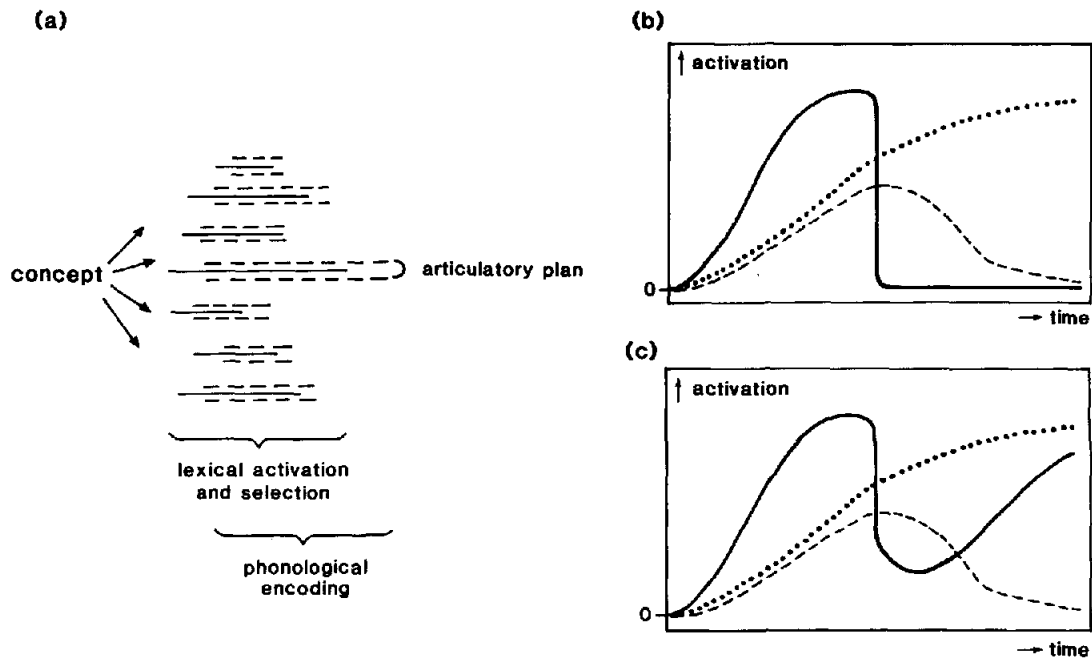 (a)
concept
articulatory plan
lexical activation
and selection
phonological
encoding
(b)
↑ activation
0
→ time
(c)
↑ activation
0
→ time